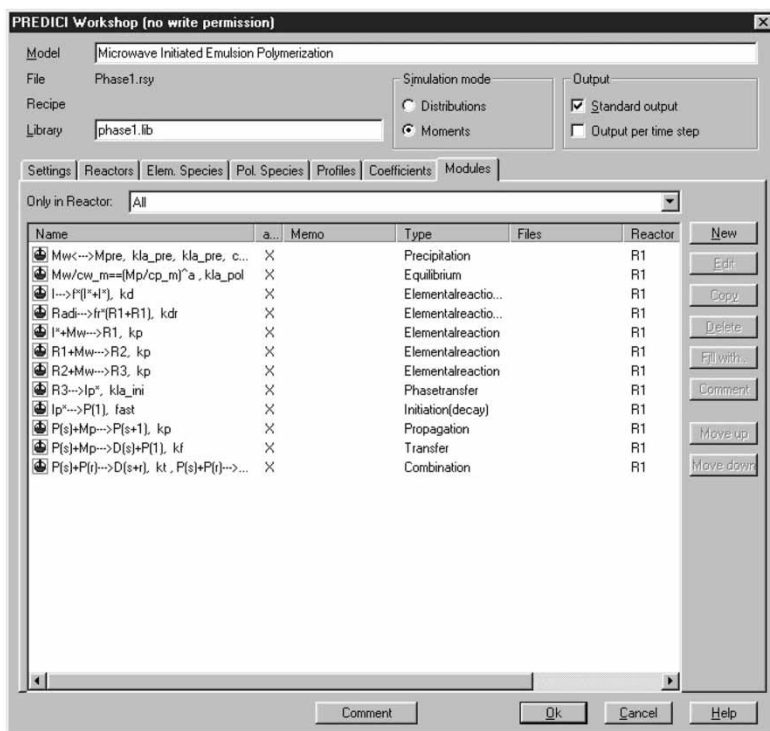 PREDICI Workshop (no write permission)
Model Microwave Initiated Emulsion Polymerization
File Phase1.rsy
Simulation mode Output
Recipe Distributions Standard output
Library phase1.lib Moments Output per time step
Settings Reactors Elem. Species Pol. Species Profiles Coefficients Modules
Only in Reactor: All
Name a... Memo Type Files Reactor New
Mw<--->Mpre, kla_pre, kla_pre, c... X Precipitation R1
Mw/cw_m==(Mp/cp_m)^a , kla_pol X Equilibrium R1 Edit
I--->f*(I*+I*), kd X Elementalreactio... R1
Radi--->fr*(R1+R1), kdr X Elementalreactio... R1 Copy
I*+Mw--->R1, kp X Elementalreaction R1
R1+Mw--->R2, kp X Elementalreaction R1 Delete
R2+Mw--->R3, kp X Elementalreaction R1 Fill with..
R3--->Ip*, kla_ini X Phasetransfer R1 Comment
Ip*--->P(1), fast X Initiation(decay) R1
P(s)+Mp--->P(s+1), kp X Propagation R1 Move up
P(s)+Mp--->D(s)+P(1), kf X Transfer R1
P(s)+P(r)--->D(s+r), kt , P(s)+P(r)--->... X Combination R1 Move down
Comment Ok Cancel Help